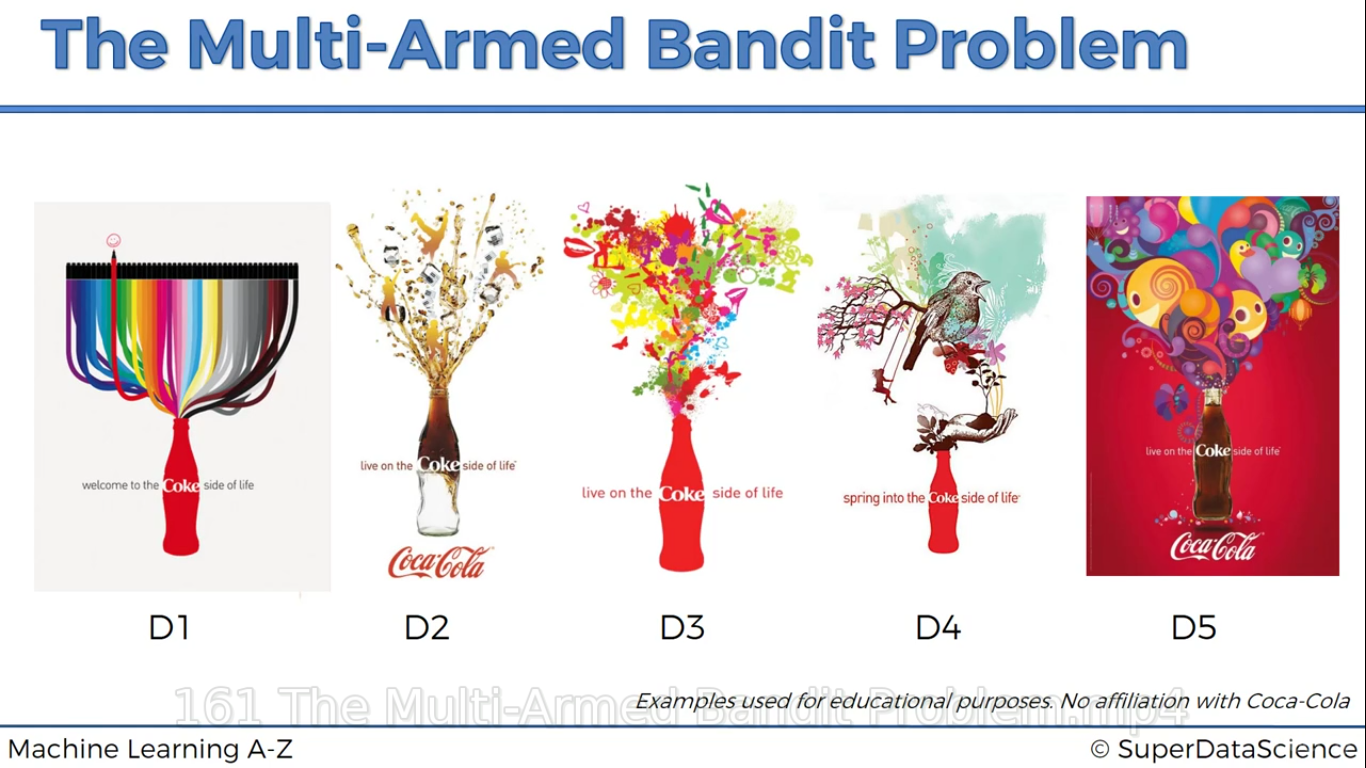 The Multi-Armed Bandit Problem
welcome to the Coke side of life
live on the Coke side of life
Coca-Cola
live on the Coke side of life
spring into the Coke side of life
live on the Coke side of life
Coca-Cola
D1
D2
D3
D4
D5
161 The Multi-Armed Bandit Problem.mp4
Examples used for educational purposes. No affiliation with Coca-Cola
Machine Learning A-Z
© SuperDataScience